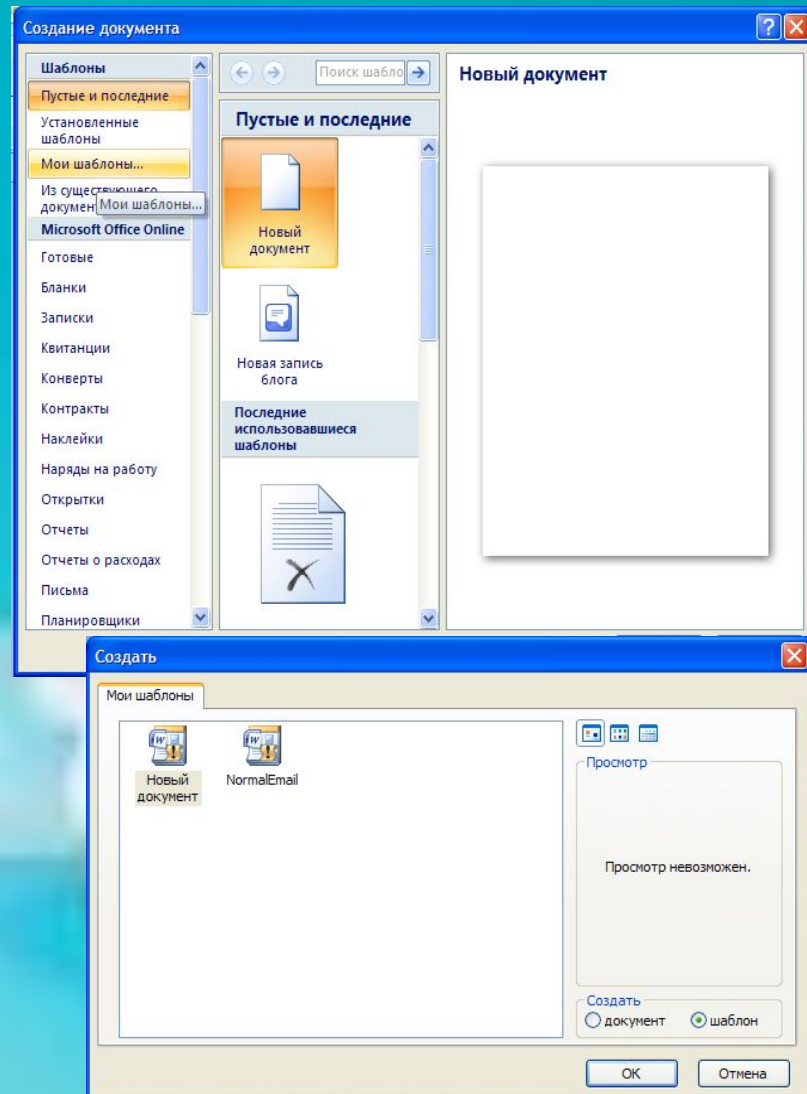 Создание документа
Шаблоны
Пустые и последние
Установленные
шаблоны
Мои шаблоны...
Из существующего
докумен
Мои шаблоны...
Microsoft Office Online
Готовые
Бланки
Записки
Квитанции
Конверты
Контракты
Наклейки
Наряды на работу
Открытки
Отчеты
Отчеты о расходах
Письма
Планировщики
Поиск шабло
Пустые и последние
Новый
документ
Новая запись
блога
Последние
использовавшиеся
шаблоны
Новый документ
Создать
Мои шаблоны
Новый
документ
NormalEmail
Просмотр
Просмотр невозможен.
Создать
документ
шаблон
ОК
Отмена